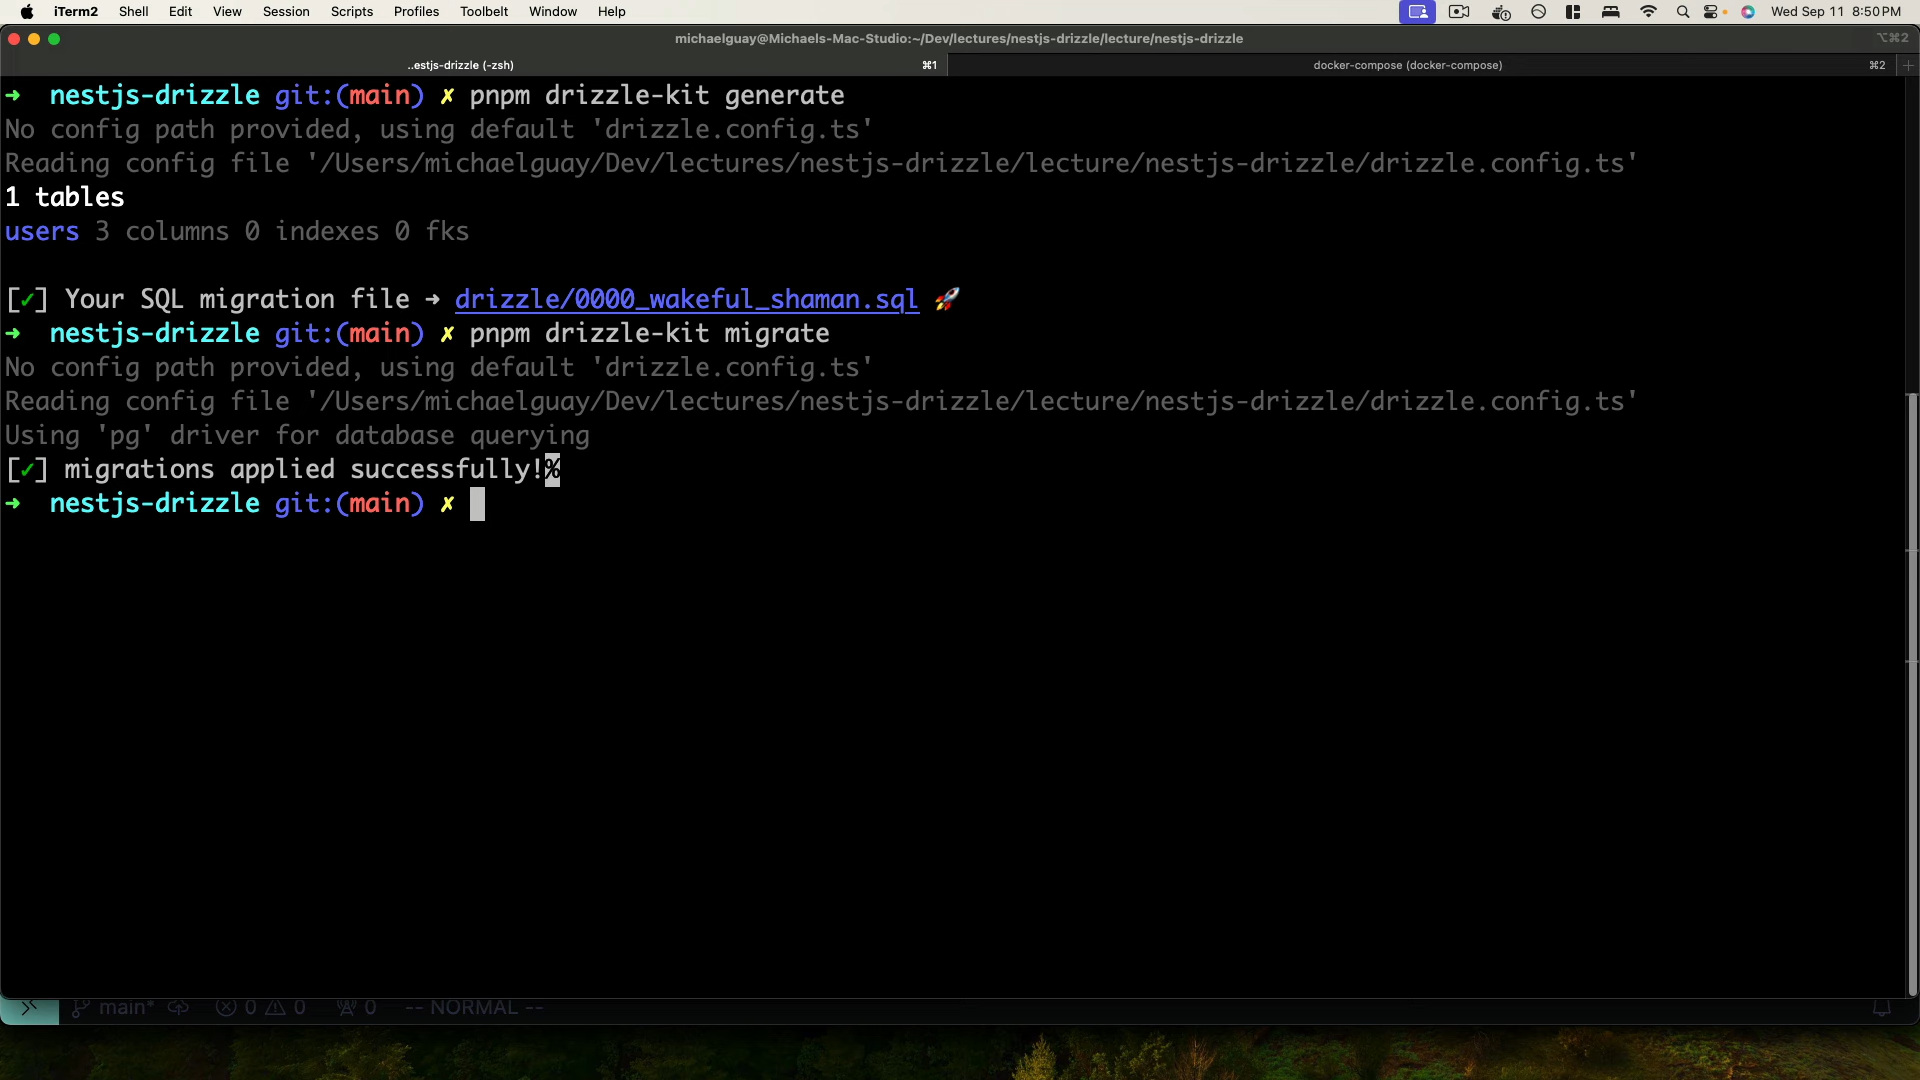 iTerm2 Shell Edit View Session Scripts Profiles Toolbelt Window Help Wed Sep 11 8:50 PM
michaelguay@Michaels-Mac-Studio:~/Dev/lectures/nestjs-drizzle/lecture/nestjs-drizzle ⌥⌘2
..estjs-drizzle (-zsh) ⌘1 docker-compose (docker-compose) ⌘2 +
➜ nestjs-drizzle git:(main) ✗ pnpm drizzle-kit generate
No config path provided, using default 'drizzle.config.ts'
Reading config file '/Users/michaelguay/Dev/lectures/nestjs-drizzle/lecture/nestjs-drizzle/drizzle.config.ts'
1 tables
users 3 columns 0 indexes 0 fks
[✓] Your SQL migration file ➜ drizzle/0000_wakeful_shaman.sql 🚀
➜ nestjs-drizzle git:(main) ✗ pnpm drizzle-kit migrate
No config path provided, using default 'drizzle.config.ts'
Reading config file '/Users/michaelguay/Dev/lectures/nestjs-drizzle/lecture/nestjs-drizzle/drizzle.config.ts'
Using 'pg' driver for database querying
[✓] migrations applied successfully!%
➜ nestjs-drizzle git:(main) ✗
main* 0 0 0 -- NORMAL --